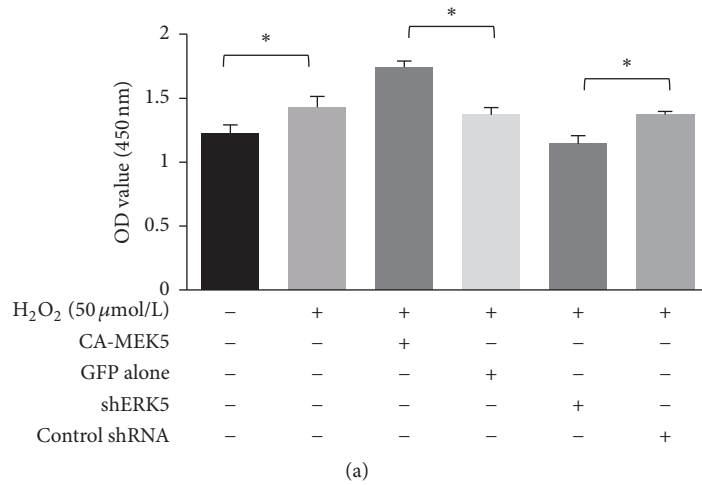 2
1.5
1
0.5
0
OD value (450 nm)
* * *
H₂O₂ (50 μmol/L) − + + + + +
CA-MEK5 − − + − − −
GFP alone − − − + − −
shERK5 − − − − + −
Control shRNA − − − − − +
(a)